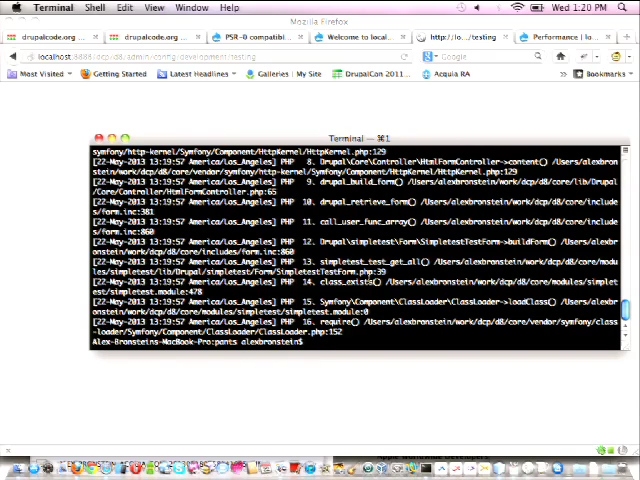 Terminal Shell Edit View Window Help Wed 1:20 PM
Mozilla Firefox
drupalcode.org ... drupalcode.org ... PSR-0 compatibi... Welcome to local... http://lo.../testing Performance | lo...
localhost:8888/dcp/d8/admin/config/development/testing Google
Most Visited Getting Started Latest Headlines Galleries | My Site DrupalCon 2011... Acquia RA Bookmarks
Terminal — ⌘1
symfony/http-kernel/Symfony/Component/HttpKernel/HttpKernel.php:129
[22-May-2013 13:19:57 America/Los_Angeles] PHP 8. Drupal\Core\Controller\HtmlFormController->content() /Users/alexbron
stein/work/dcp/d8/core/vendor/symfony/http-kernel/Symfony/Component/HttpKernel/HttpKernel.php:129
[22-May-2013 13:19:57 America/Los_Angeles] PHP 9. drupal_build_form() /Users/alexbronstein/work/dcp/d8/core/lib/Drupal
/Core/Controller/HtmlFormController.php:65
[22-May-2013 13:19:57 America/Los_Angeles] PHP 10. drupal_retrieve_form() /Users/alexbronstein/work/dcp/d8/core/include
s/form.inc:381
[22-May-2013 13:19:57 America/Los_Angeles] PHP 11. call_user_func_array() /Users/alexbronstein/work/dcp/d8/core/include
s/form.inc:860
[22-May-2013 13:19:57 America/Los_Angeles] PHP 12. Drupal\simpletest\Form\SimpletestTestForm->buildForm() /Users/alexbr
onstein/work/dcp/d8/core/includes/form.inc:860
[22-May-2013 13:19:57 America/Los_Angeles] PHP 13. simpletest_test_get_all() /Users/alexbronstein/work/dcp/d8/core/modu
les/simpletest/lib/Drupal/simpletest/Form/SimpletestTestForm.php:39
[22-May-2013 13:19:57 America/Los_Angeles] PHP 14. class_exists() /Users/alexbronstein/work/dcp/d8/core/modules/simplet
est/simpletest.module:478
[22-May-2013 13:19:57 America/Los_Angeles] PHP 15. Symfony\Component\ClassLoader\ClassLoader->loadClass() /Users/alexbr
onstein/work/dcp/d8/core/modules/simpletest/simpletest.module:0
[22-May-2013 13:19:57 America/Los_Angeles] PHP 16. require() /Users/alexbronstein/work/dcp/d8/core/vendor/symfony/class
-loader/Symfony/Component/ClassLoader/ClassLoader.php:152
Alex-Bronsteins-MacBook-Pro:pants alexbronstein$